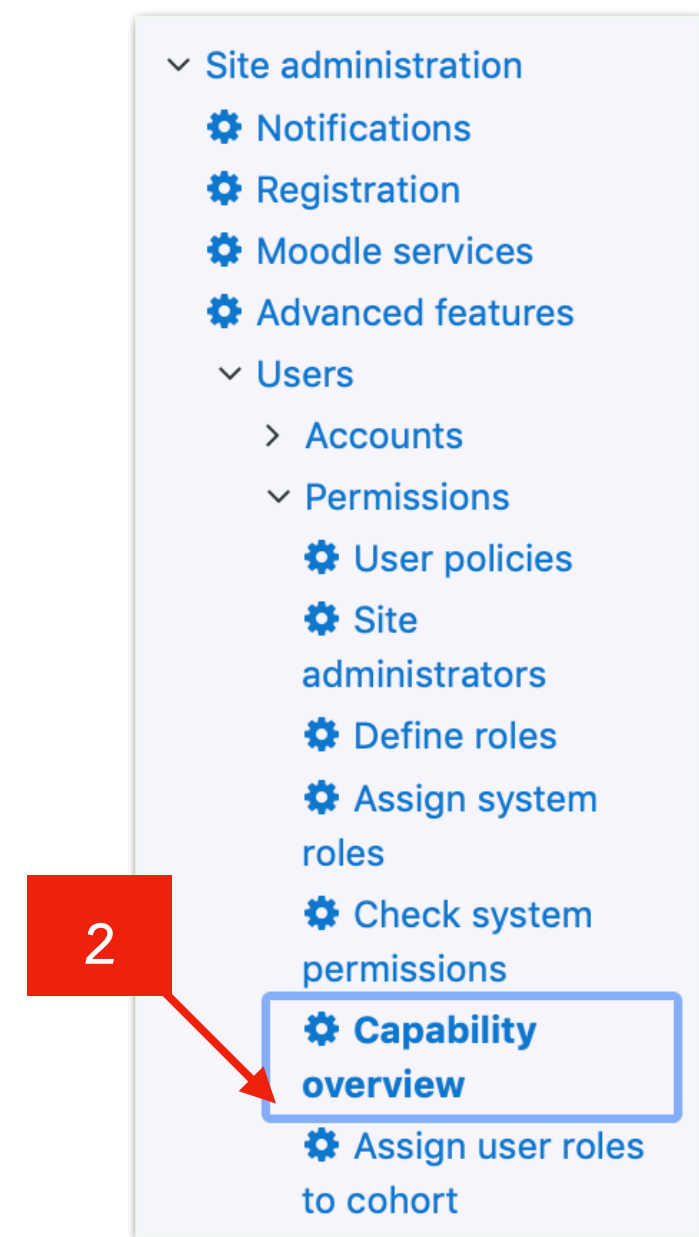 Site administration
Notifications
Registration
Moodle services
Advanced features
Users
Accounts
Permissions
User policies
Site
administrators
Define roles
Assign system
roles
Check system
permissions
2
Capability
overview
Assign user roles
to cohort